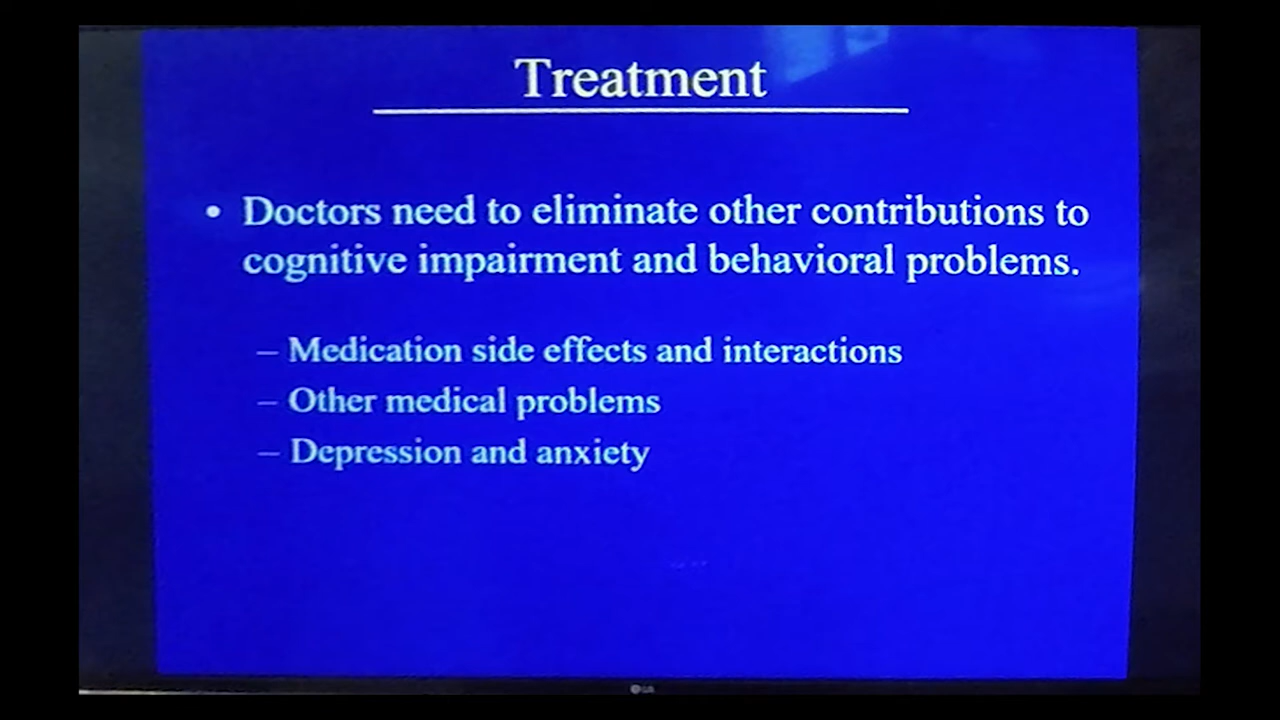 Treatment
• Doctors need to eliminate other contributions to
cognitive impairment and behavioral problems.
– Medication side effects and interactions
– Other medical problems
– Depression and anxiety
LG